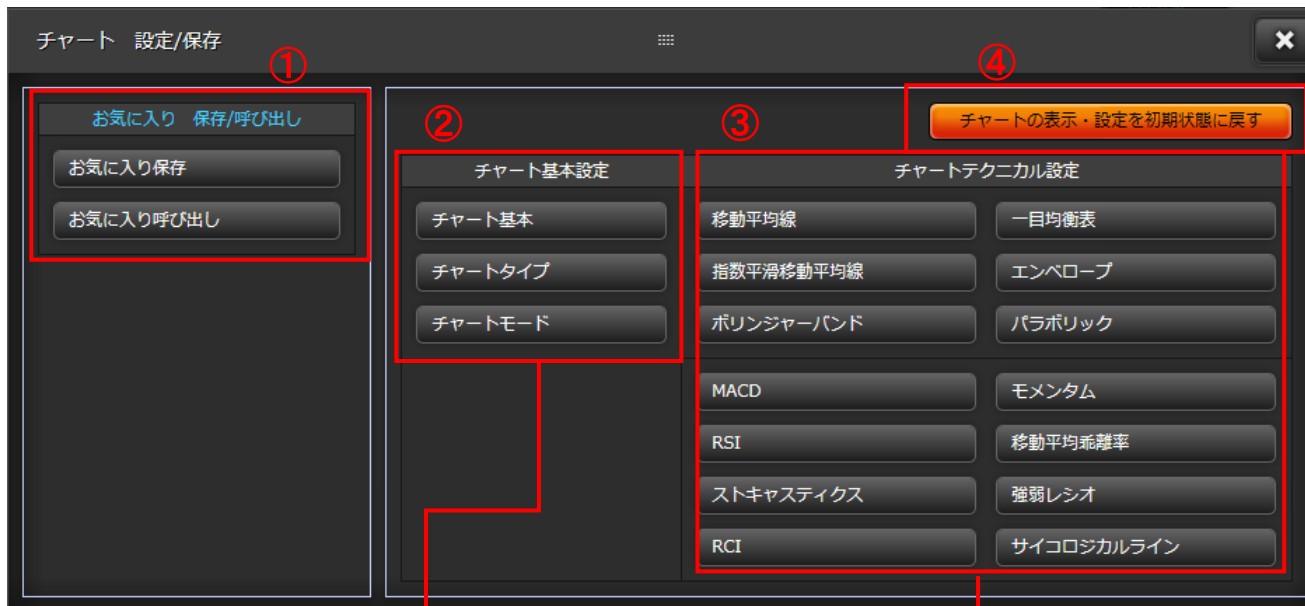 チャート 設定/保存
①
④
お気に入り 保存/呼び出し
お気に入り保存
お気に入り呼び出し
②
③
チャートの表示・設定を初期状態に戻す
チャート基本設定
チャート基本
チャートタイプ
チャートモード
チャートテクニカル設定
移動平均線
一目均衡表
指数平滑移動平均線
エンベロープ
ボリンジャーバンド
パラボリック
MACD
モメンタム
RSI
移動平均乖離率
ストキャスティクス
強弱レシオ
RCI
サイコロジカルライン